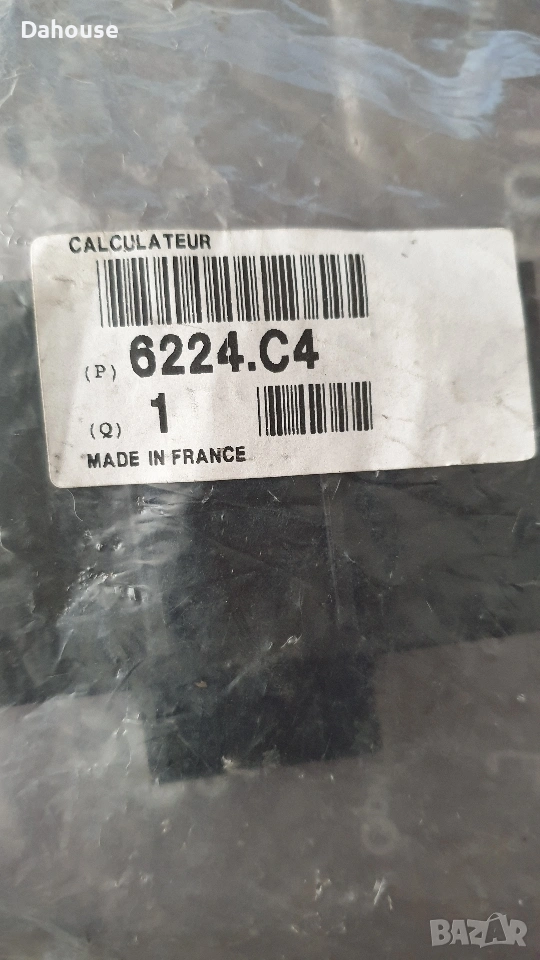 Dahouse
CALCULATEUR
(P) 6224.C4
(Q) 1
MADE IN FRANCE
BAZAR